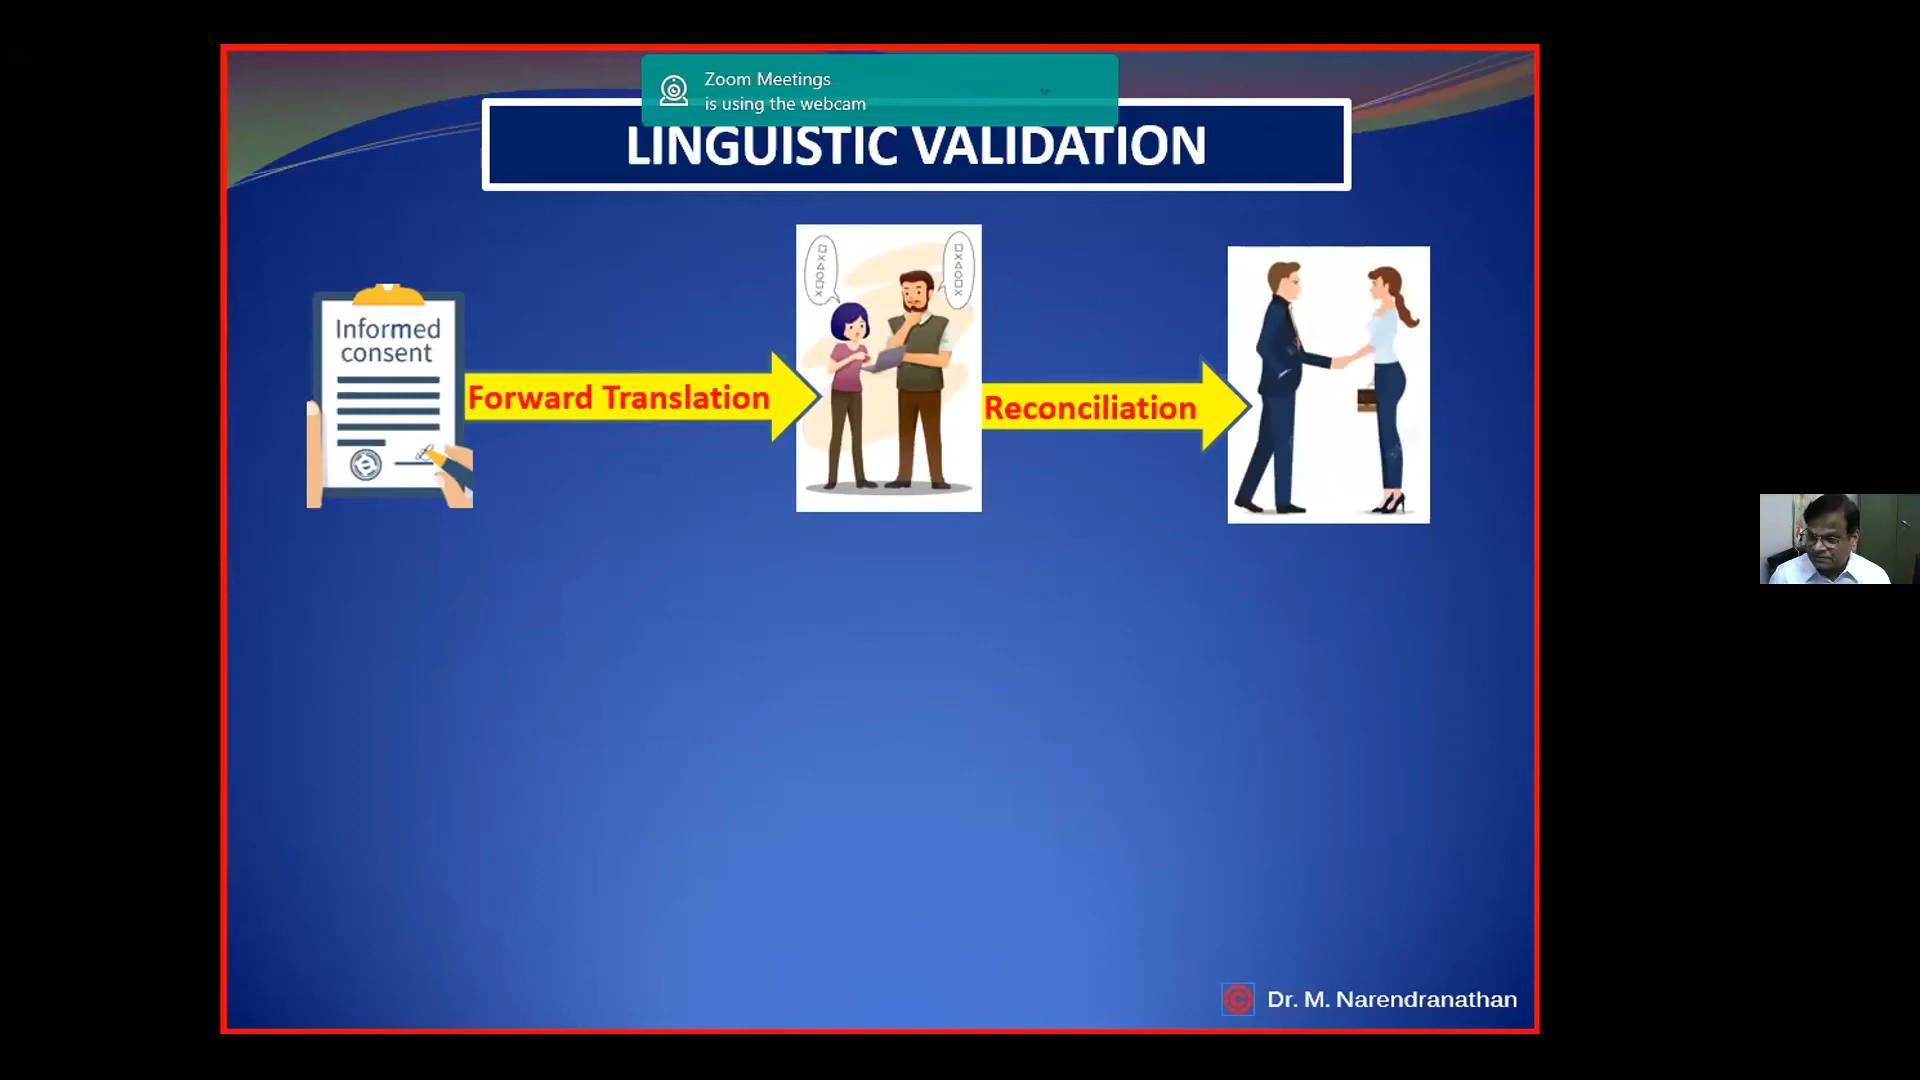 Zoom Meetings
is using the webcam
LINGUISTIC VALIDATION
Informed
consent
Forward Translation
Reconciliation
© Dr. M. Narendranathan